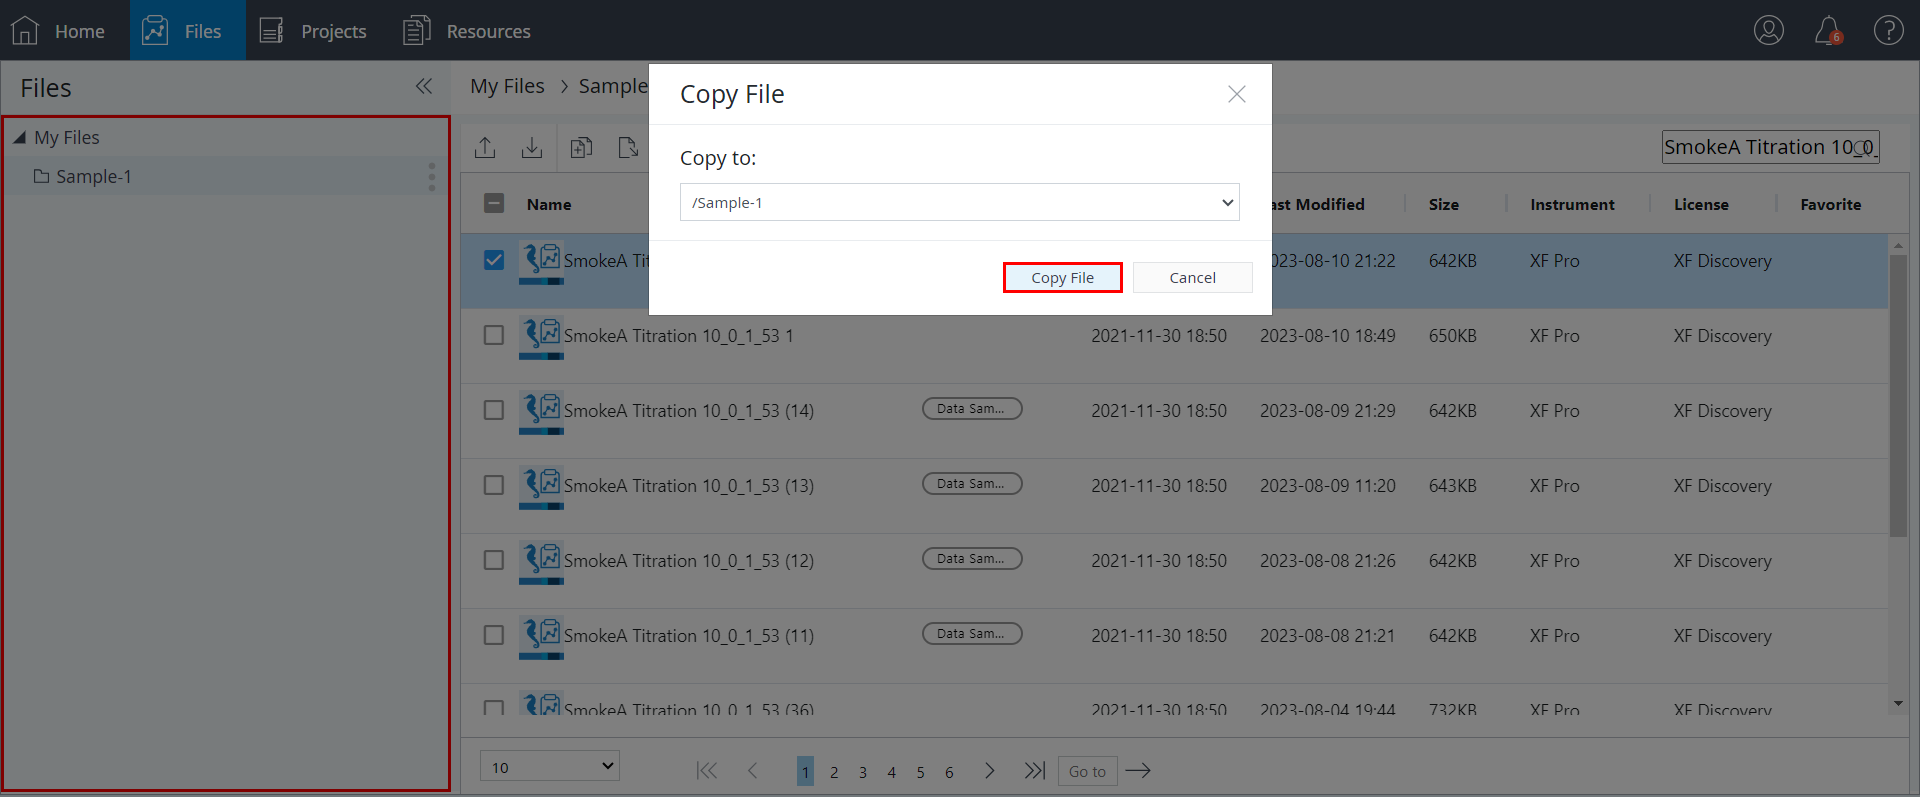 Home
Files
Projects
Resources
6
?
Files
My Files
Sample-1
My Files > Sample
SmokeA Titration 10_0_
Copy File
Copy to:
/Sample-1
Copy File
Cancel
Name
ast Modified
Size
Instrument
License
Favorite
SmokeA Tit
023-08-10 21:22
642KB
XF Pro
XF Discovery
SmokeA Titration 10_0_1_53 1
2021-11-30 18:50
2023-08-10 18:49
650KB
XF Pro
XF Discovery
SmokeA Titration 10_0_1_53 (14)
Data Sam...
2021-11-30 18:50
2023-08-09 21:29
642KB
XF Pro
XF Discovery
SmokeA Titration 10_0_1_53 (13)
Data Sam...
2021-11-30 18:50
2023-08-09 11:20
643KB
XF Pro
XF Discovery
SmokeA Titration 10_0_1_53 (12)
Data Sam...
2021-11-30 18:50
2023-08-08 21:26
642KB
XF Pro
XF Discovery
SmokeA Titration 10_0_1_53 (11)
Data Sam...
2021-11-30 18:50
2023-08-08 21:21
642KB
XF Pro
XF Discovery
SmokeA Titration 10_0_1_53 (36)
2021-11-30 18:50
2023-08-04 19:44
732KB
XF Pro
XF Discovery
10
1 2 3 4 5 6
Go to